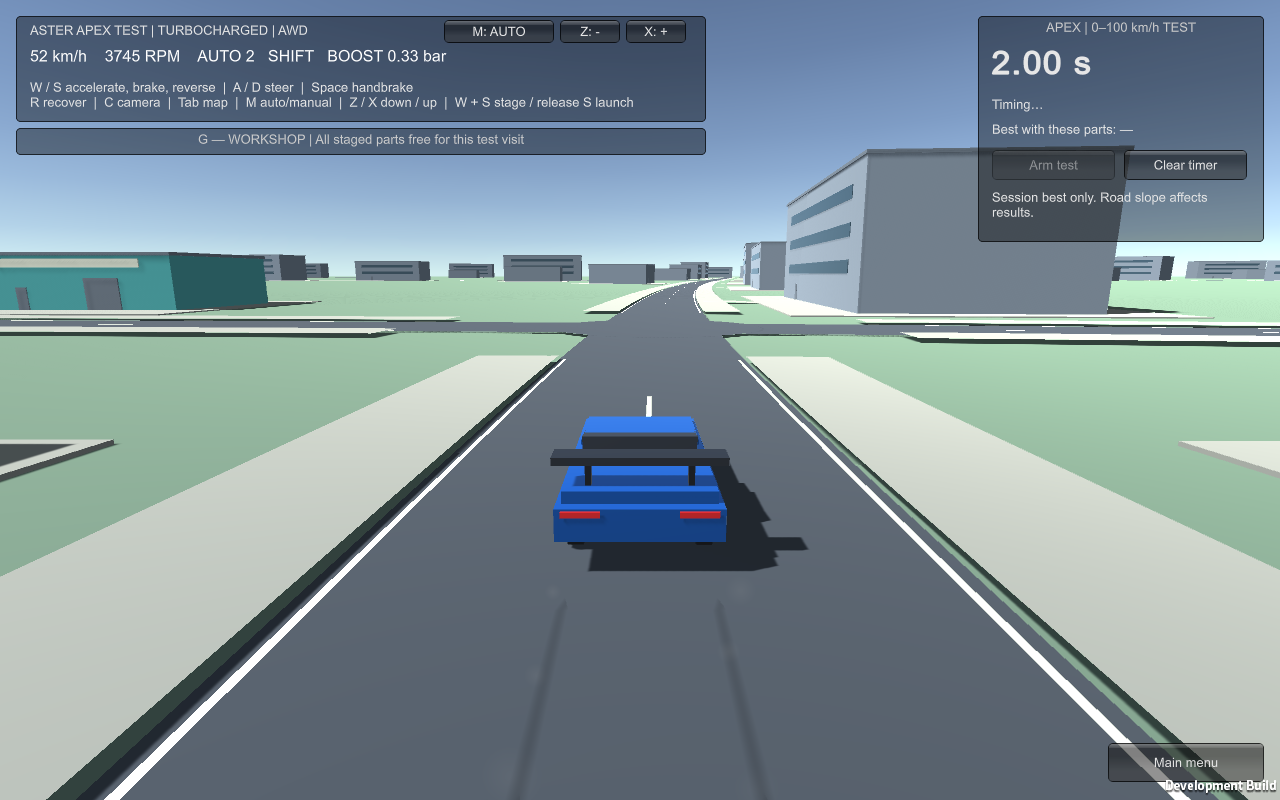 ASTER APEX TEST | TURBOCHARGED | AWD
M: AUTO
Z: -
X: +
52 km/h 3745 RPM AUTO 2 SHIFT BOOST 0.33 bar
W / S accelerate, brake, reverse | A / D steer | Space handbrake
R recover | C camera | Tab map | M auto/manual | Z / X down / up | W + S stage / release S launch
G — WORKSHOP | All staged parts free for this test visit
APEX | 0–100 km/h TEST
2.00 s
Timing…
Best with these parts: —
Arm test
Clear timer
Session best only. Road slope affects
results.
Main menu
Development Build